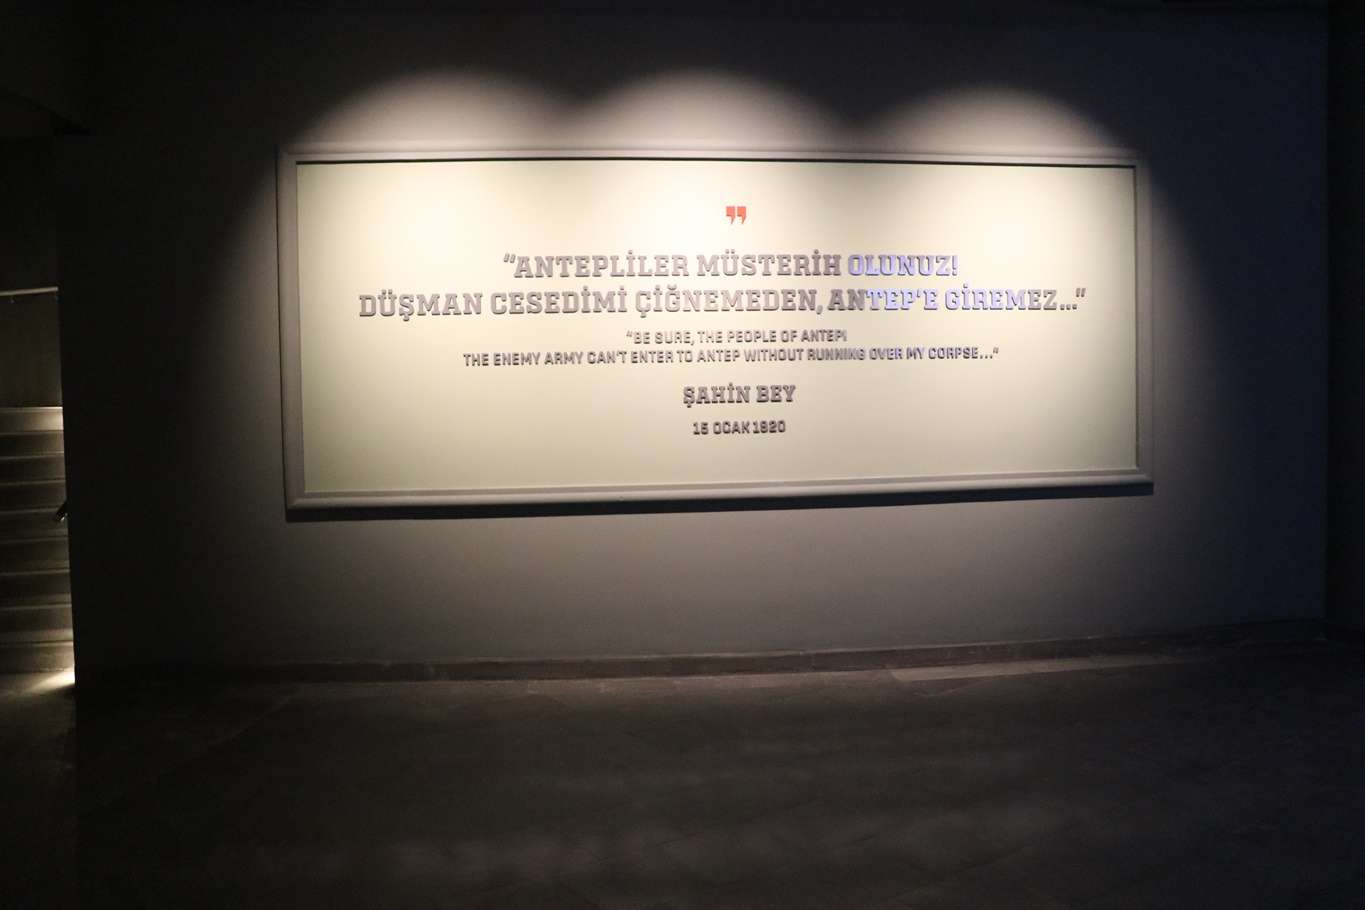 "
"ANTEPLİLER MÜSTERİH OLUNUZ!
DÜŞMAN CESEDİMİ ÇİĞNEMEDEN, ANTEP'E GİREMEZ..."
"BE SURE, THE PEOPLE OF ANTEP!
THE ENEMY ARMY CAN'T ENTER TO ANTEP WITHOUT RUNNING OVER MY CORPSE..."
ŞAHİN BEY
15 OCAK 1920